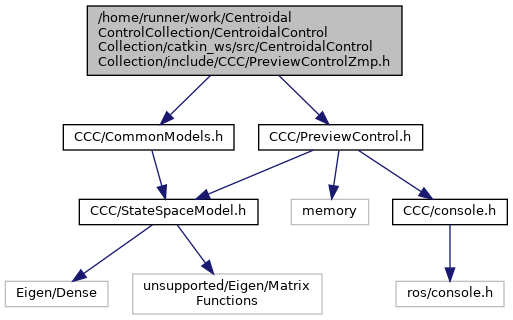 /home/runner/work/Centroidal
ControlCollection/CentroidalControl
Collection/catkin_ws/src/CentroidalControl
Collection/include/CCC/PreviewControlZmp.h
CCC/CommonModels.h
CCC/PreviewControl.h
CCC/StateSpaceModel.h
memory
CCC/console.h
Eigen/Dense
unsupported/Eigen/Matrix
Functions
ros/console.h